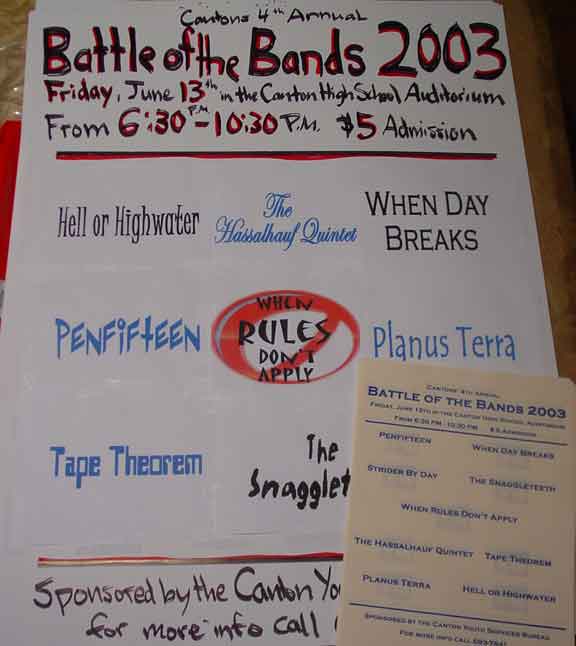 Cantons 4th Annual
Battle of the Bands 2003
Friday, June 13th in the Canton High School Auditorium
From 6:30 P.M. - 10:30 P.M. $5 Admission
Hell or Highwater
The Hassalhauf Quintet
When Day Breaks
Penfifteen
When Rules Don't Apply
Planus Terra
Tape Theorem
The Snagglet
Sponsored by the Canton Yo
for more info call
Cantons' 4th Annual
Battle of the Bands 2003
Friday, June 13th in the Canton High School Auditorium
From 6:30 PM - 10:30 PM $5 Admission
Penfifteen
When Day Breaks
Strider By Day
The Snaggleteeth
When Rules Don't Apply
The Hassalhauf Quintet
Tape Theorem
Planus Terra
Hell or Highwater
Sponsored by the Canton Youth Services Bureau
For more info call